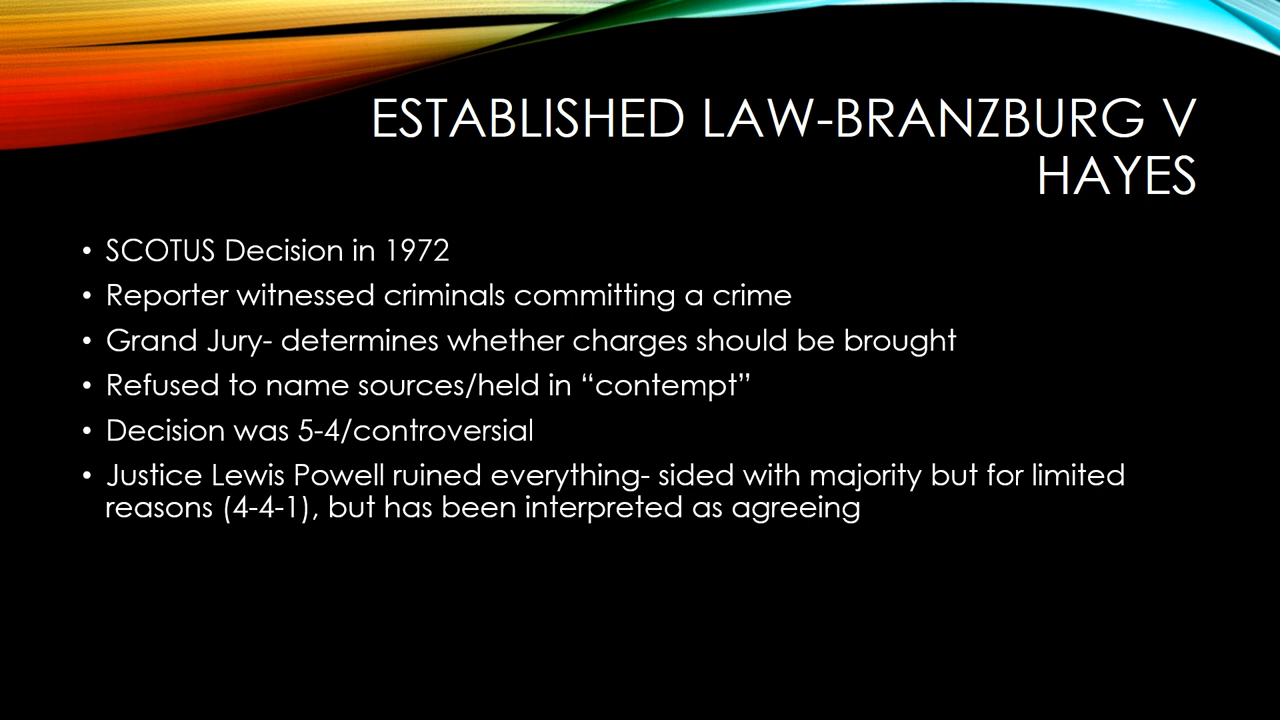 ESTABLISHED LAW-BRANZBURG V
HAYES
• SCOTUS Decision in 1972
• Reporter witnessed criminals committing a crime
• Grand Jury- determines whether charges should be brought
• Refused to name sources/held in “contempt”
• Decision was 5-4/controversial
• Justice Lewis Powell ruined everything- sided with majority but for limited
reasons (4-4-1), but has been interpreted as agreeing